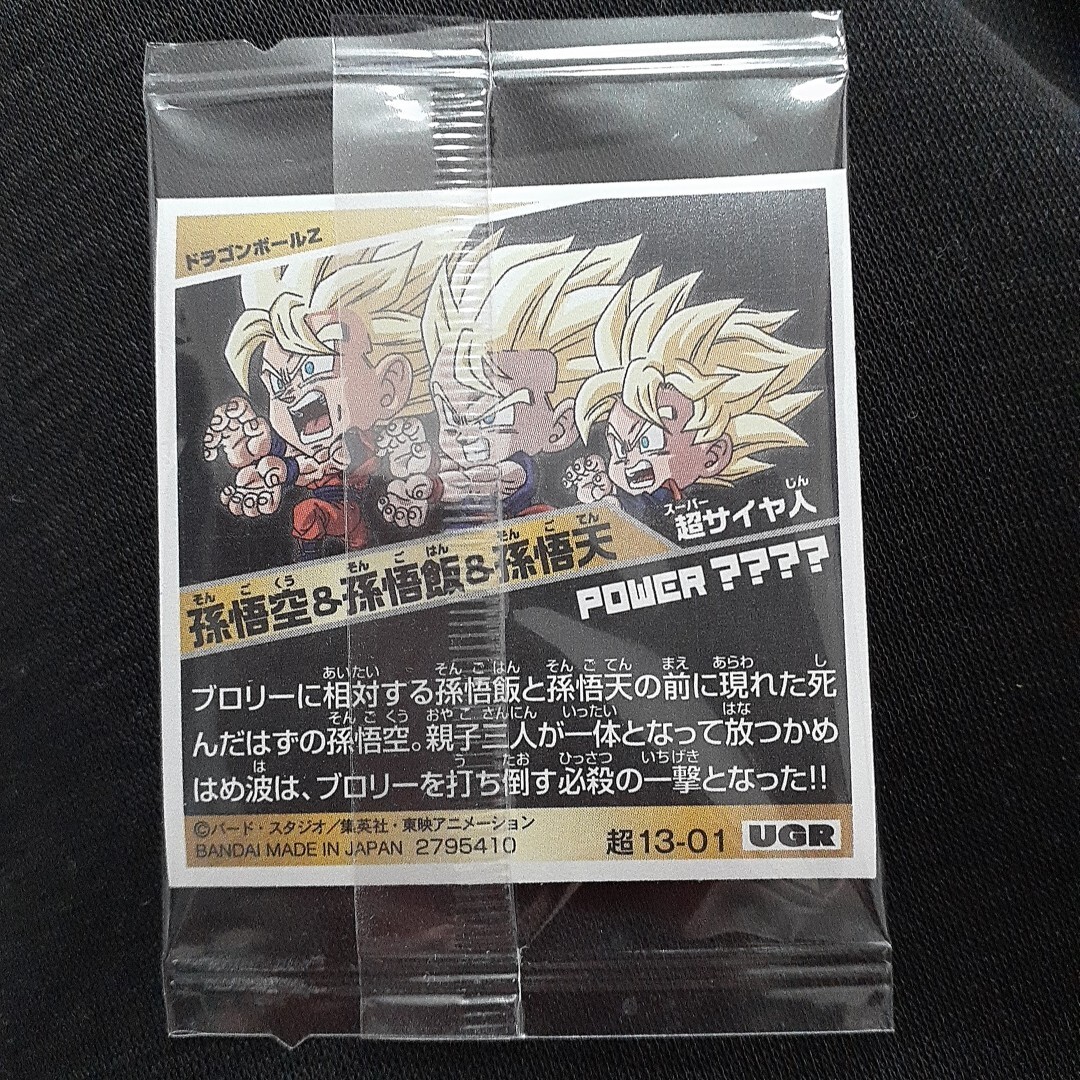 ドラゴンボールZ
スーパー じん
超サイヤ人
そん ご くう そん ご はん そん ご てん
孫悟空&孫悟飯&孫悟天
POWER ????
あいたい そん ご はん そん ご てん まえ あらわ し
ブロリーに相対する孫悟飯と孫悟天の前に現れた死
そん ご くう おや こ さんにん いったい はな
んだはずの孫悟空。親子三人が一体となって放つかめ
は う たお ひっさつ いちげき
はめ波は、ブロリーを打ち倒す必殺の一撃となった!!
©バード・スタジオ/集英社・東映アニメーション
BANDAI MADE IN JAPAN 2795410
超13-01 UGR